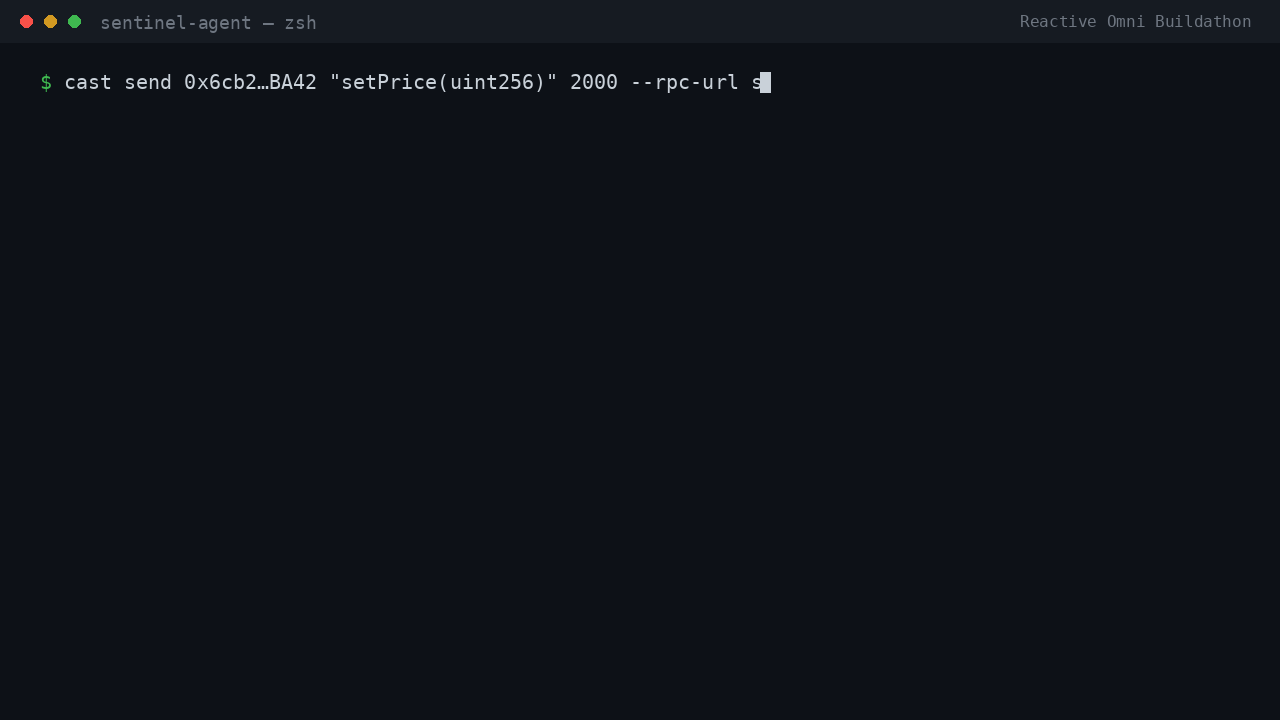 sentinel-agent — zsh
Reactive Omni Buildathon
$ cast send 0x6cb2…BA42 "setPrice(uint256)" 2000 --rpc-url s